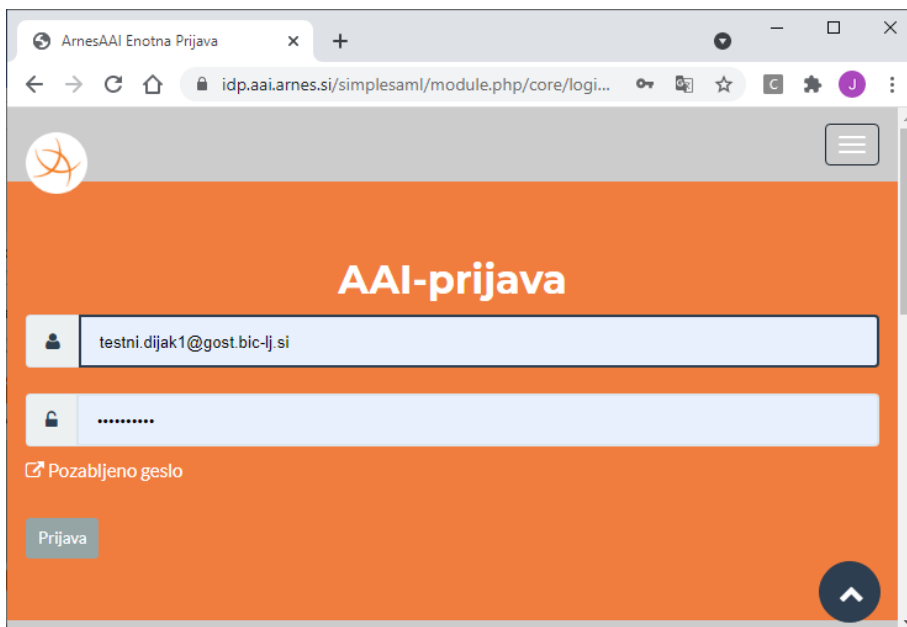 ArnesAAI Enotna Prijava
idp.aai.arnes.si/simplesaml/module.php/core/logi...
C
J
AAI-prijava
testni.dijak1@gost.bic-lj.si
••••••••••
Pozabljeno geslo
Prijava